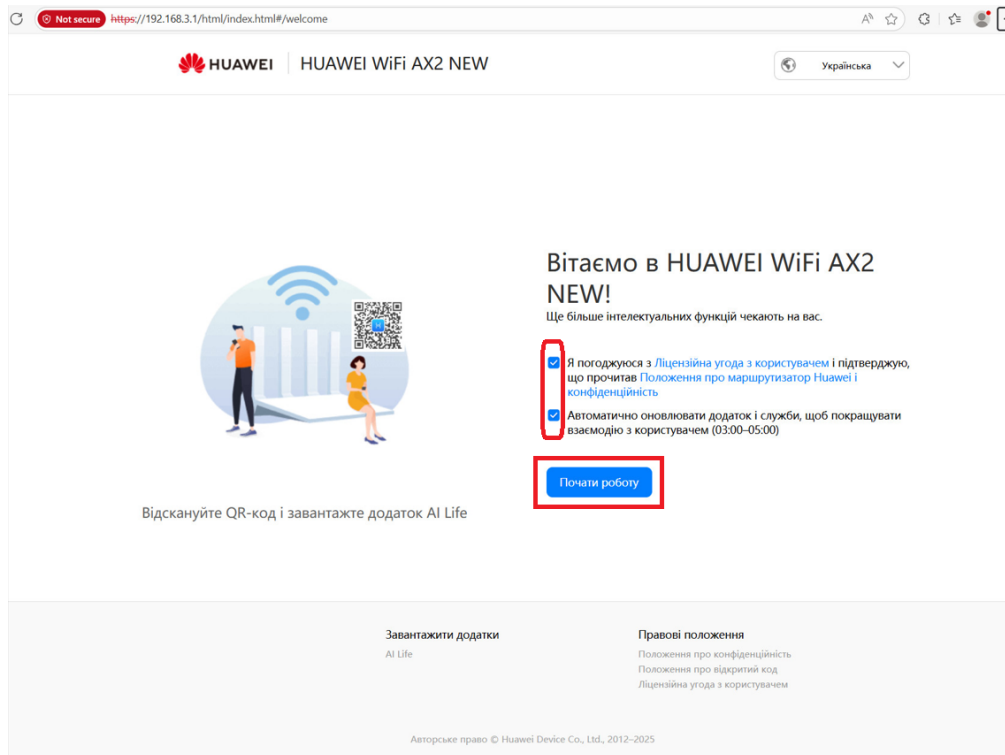 Not secure https://192.168.3.1/html/index.html#/welcome
HUAWEI HUAWEI WiFi AX2 NEW
Українська
Вітаємо в HUAWEI WiFi AX2
NEW!
Ще більше інтелектуальних функцій чекають на вас.
Я погоджуюся з Ліцензійна угода з користувачем і підтверджую,
що прочитав Положення про маршрутизатор Huawei і
конфіденційність
Автоматично оновлювати додаток і служби, щоб покращувати
взаємодію з користувачем (03:00–05:00)
Почати роботу
Відскануйте QR-код і завантажте додаток AI Life
Завантажити додатки
AI Life
Правові положення
Положення про конфіденційність
Положення про відкритий код
Ліцензійна угода з користувачем
Авторське право © Huawei Device Co., Ltd., 2012–2025